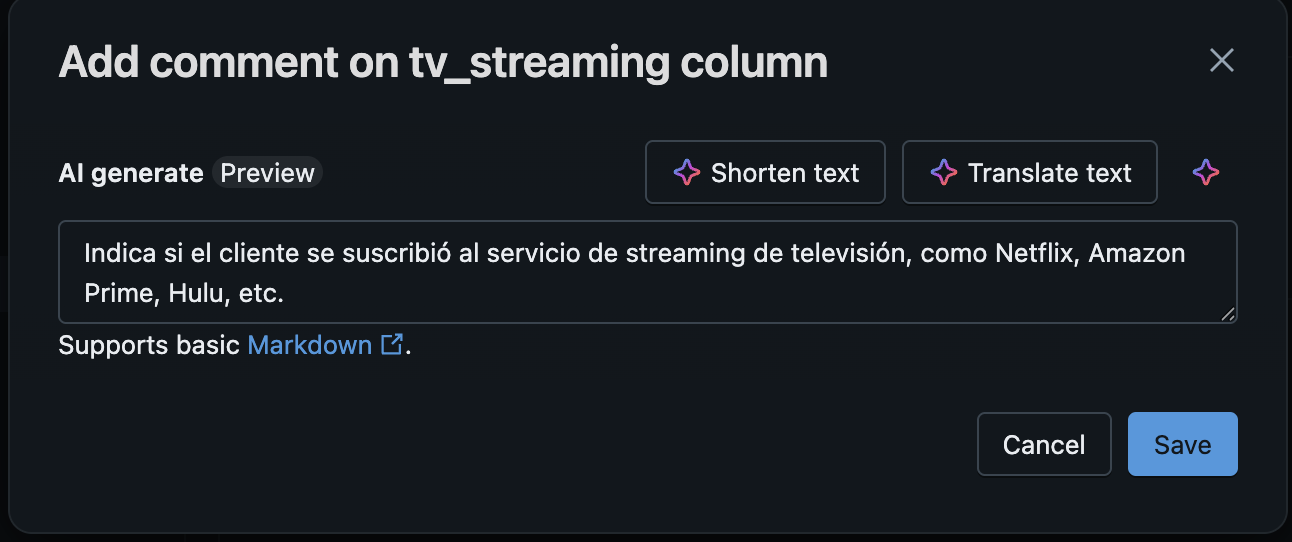 Add comment on tv_streaming column
AI generate Preview
Shorten text
Translate text
Indica si el cliente se suscribió al servicio de streaming de televisión, como Netflix, Amazon
Prime, Hulu, etc.
Supports basic Markdown.
Cancel
Save